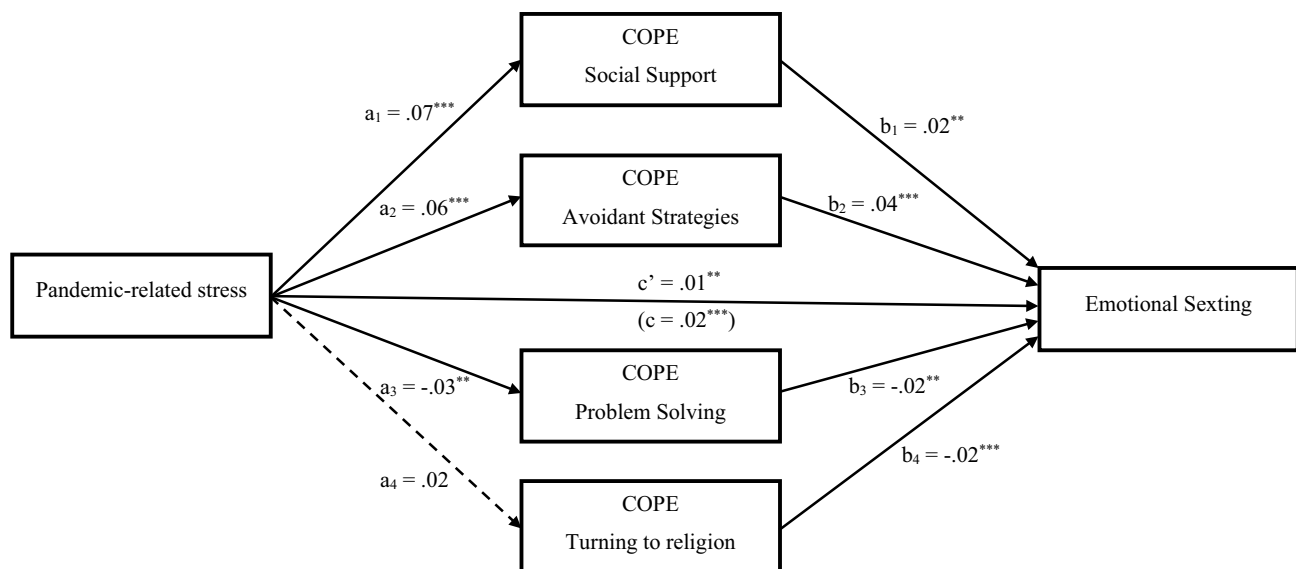 COPE
Social Support
a₁ = .07***
b₁ = .02**
COPE
Avoidant Strategies
a₂ = .06***
b₂ = .04***
Pandemic-related stress
c’ = .01**
(c = .02***)
Emotional Sexting
COPE
Problem Solving
a₃ = -.03**
b₃ = -.02**
b₄ = -.02***
a₄ = .02
COPE
Turning to religion